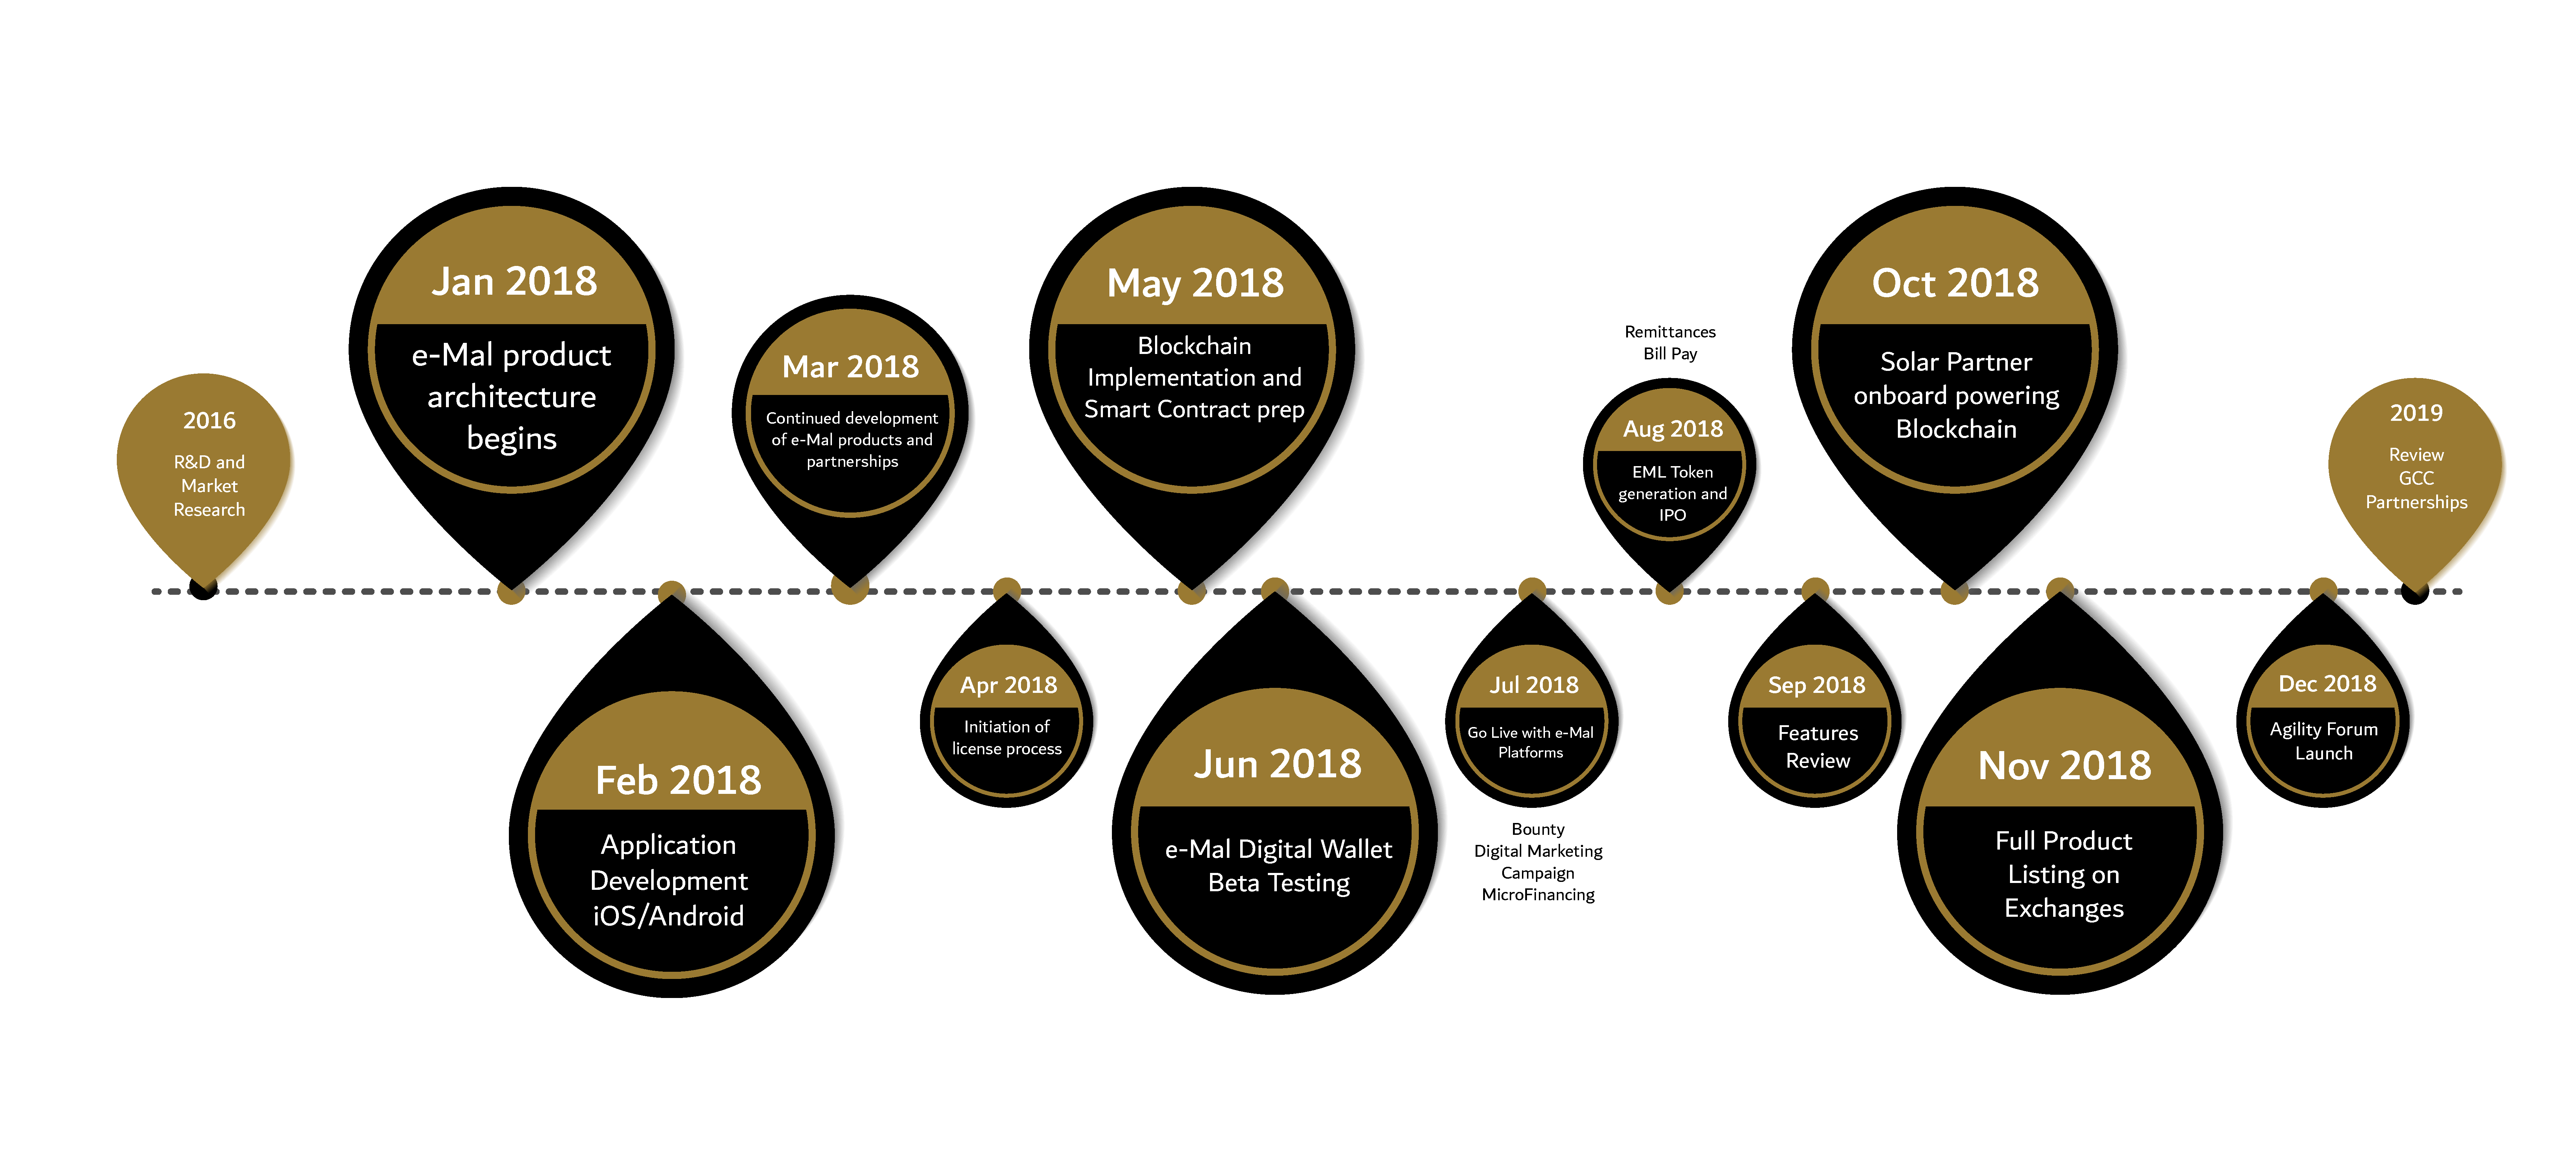 2016
R&D and
Market
Research
Jan 2018
e-Mal product
architecture
begins
Feb 2018
Application
Development
iOS/Android
Mar 2018
Continued development
of e-Mal products and
partnerships
Apr 2018
Initiation of
license process
May 2018
Blockchain
Implementation and
Smart Contract prep
Jun 2018
e-Mal Digital Wallet
Beta Testing
Jul 2018
Go Live with e-Mal
Platforms
Bounty
Digital Marketing
Campaign
MicroFinancing
Remittances
Bill Pay
Aug 2018
EML Token
generation and
IPO
Sep 2018
Features
Review
Oct 2018
Solar Partner
onboard powering
Blockchain
Nov 2018
Full Product
Listing on
Exchanges
Dec 2018
Agility Forum
Launch
2019
Review
GCC
Partnerships